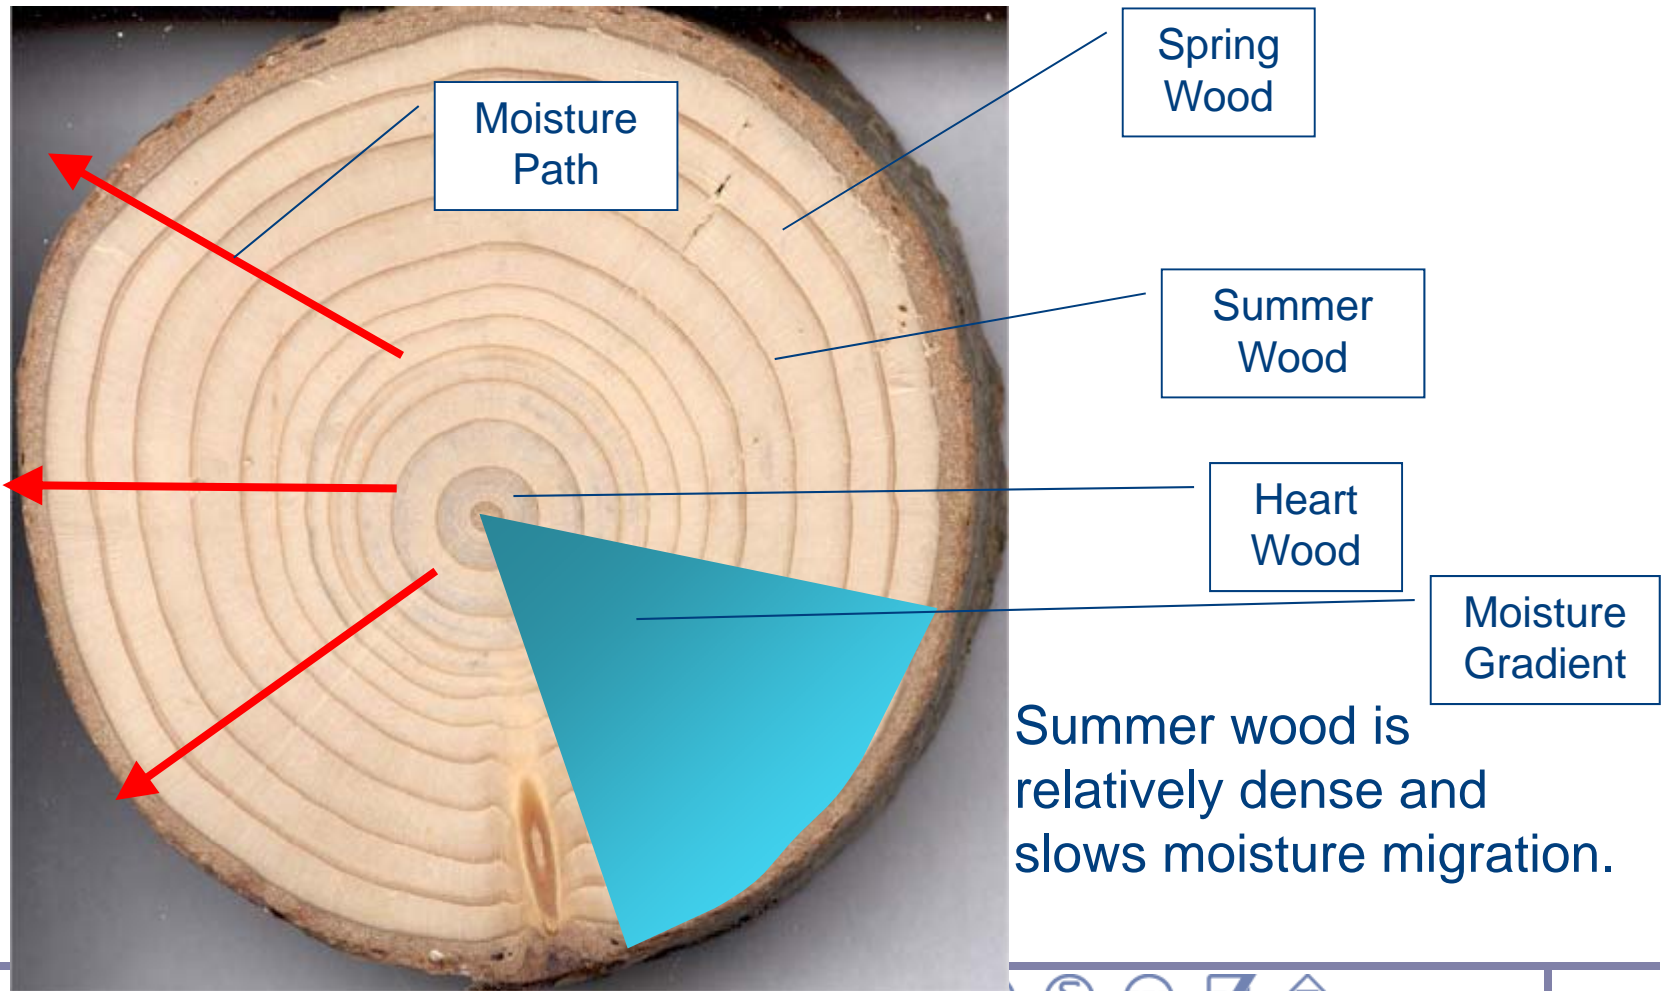 Spring
Wood
Moisture
Path
Summer
Wood
Heart
Wood
Moisture
Gradient
Summer wood is
relatively dense and
slows moisture migration.